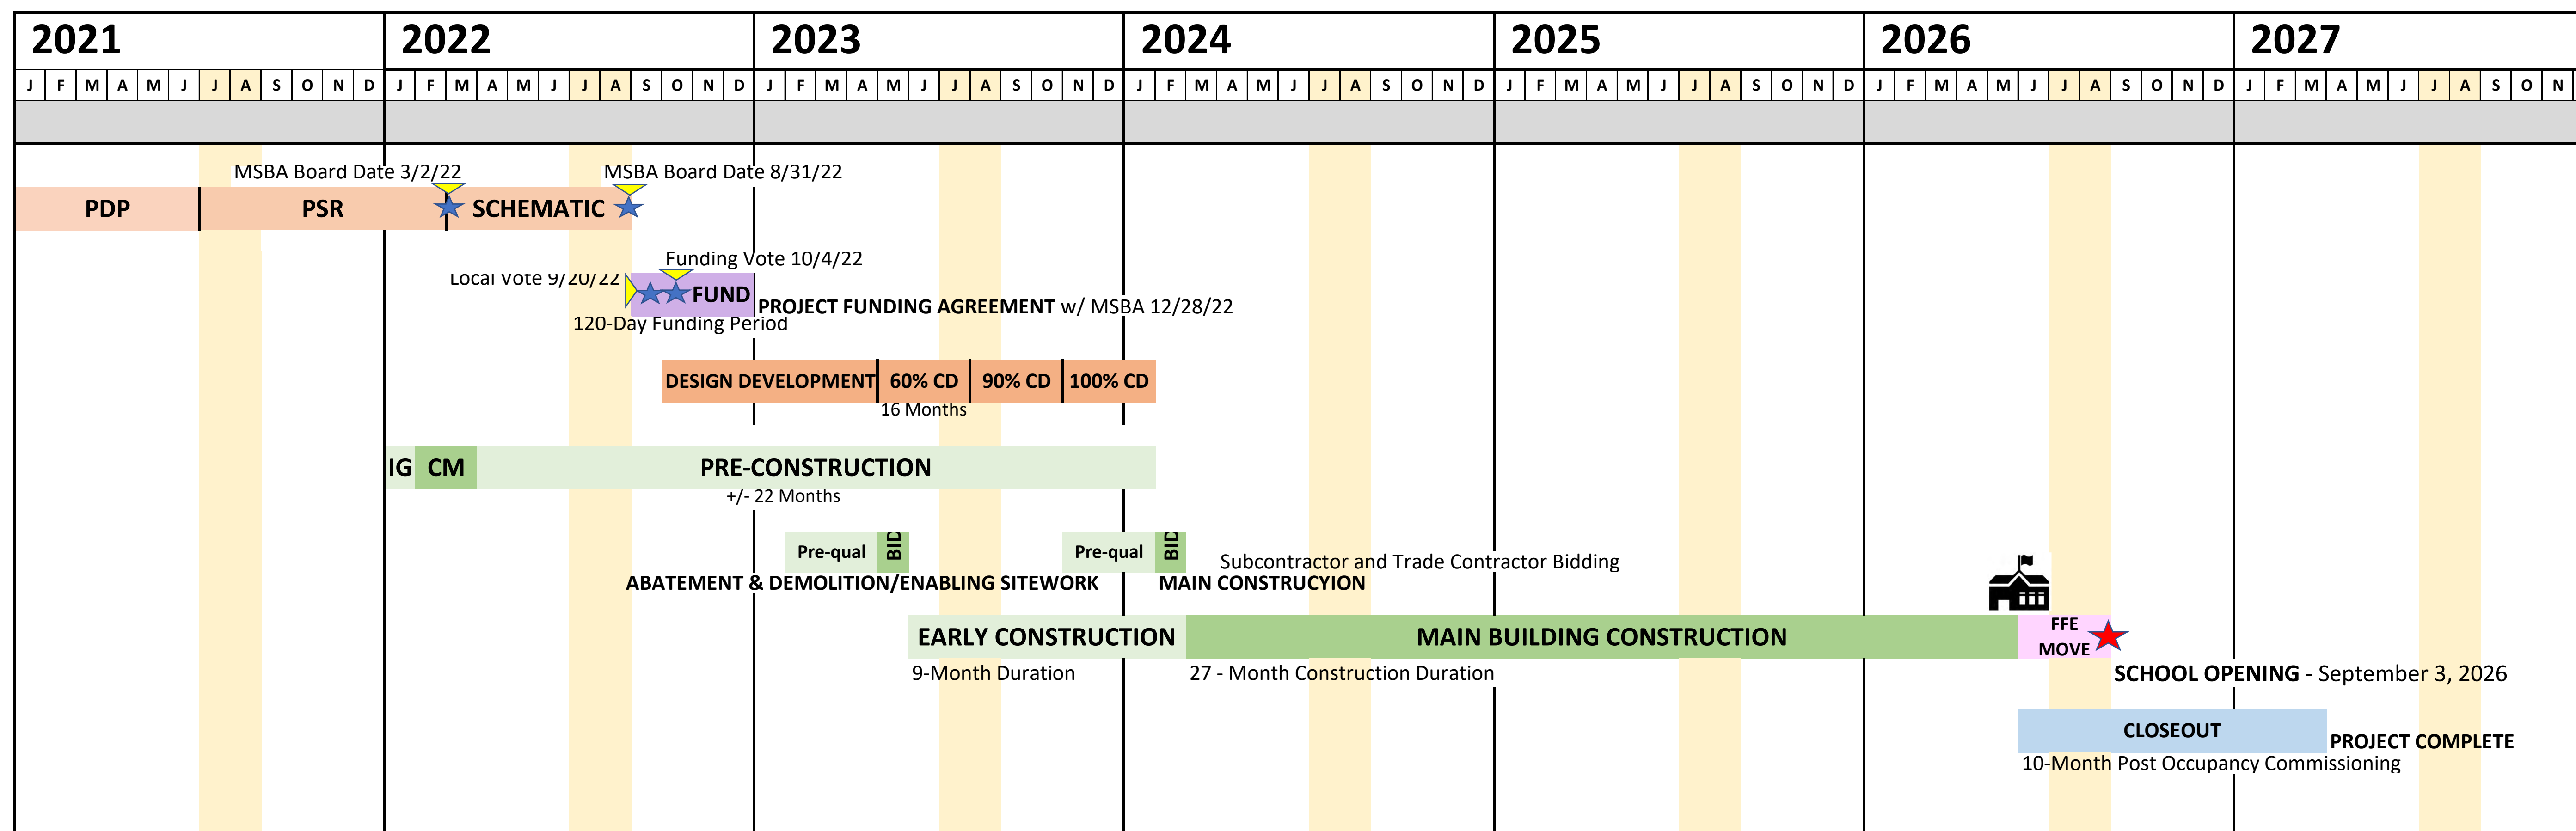 2021 2022 2023 2024 2025 2026 2027
J F M A M J J A S O N D J F M A M J J A S O N D J F M A M J J A S O N D J F M A M J J A S O N D J F M A M J J A S O N D J F M A M J J A S O N D J F M A M J J A S O N
MSBA Board Date 3/2/22 MSBA Board Date 8/31/22
PDP PSR SCHEMATIC
Funding Vote 10/4/22
Local Vote 9/20/22
FUND
PROJECT FUNDING AGREEMENT w/ MSBA 12/28/22
120-Day Funding Period
DESIGN DEVELOPMENT 60% CD 90% CD 100% CD
16 Months
IG CM PRE-CONSTRUCTION
+/- 22 Months
Pre-qual BID Pre-qual BID
Subcontractor and Trade Contractor Bidding
ABATEMENT & DEMOLITION/ENABLING SITEWORK MAIN CONSTRUCYION
EARLY CONSTRUCTION MAIN BUILDING CONSTRUCTION FFE
MOVE
9-Month Duration 27 - Month Construction Duration SCHOOL OPENING - September 3, 2026
CLOSEOUT
PROJECT COMPLETE
10-Month Post Occupancy Commissioning